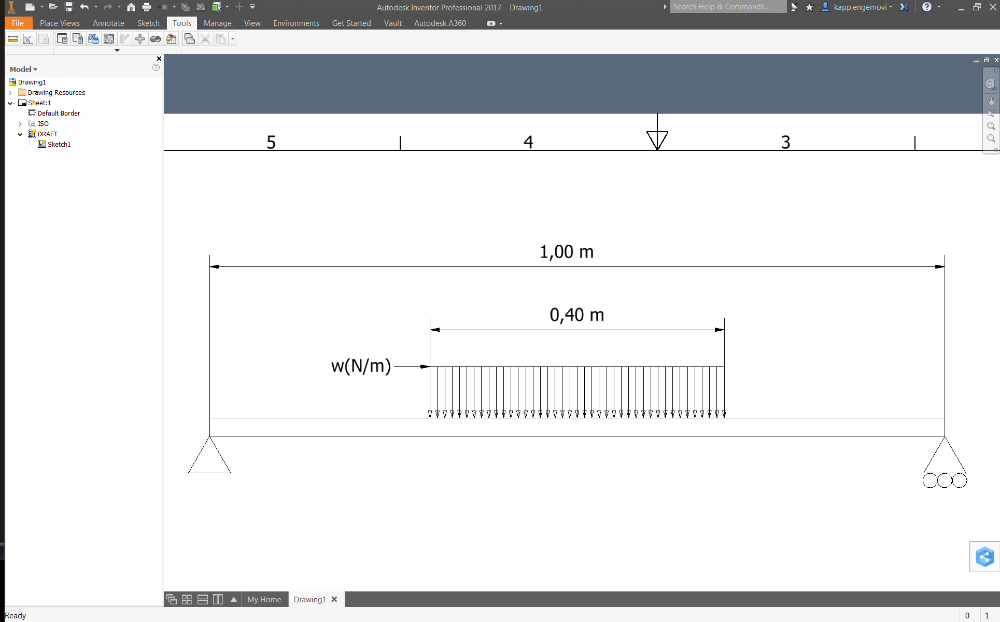 PRO
Autodesk Inventor Professional 2017 Drawing1
Search Help & Commands...
kapp.engemovi
File Place Views Annotate Sketch Tools Manage View Environments Get Started Vault Autodesk A360
Model
Drawing1
Drawing Resources
Sheet:1
Default Border
ISO
DRAFT
Sketch1
2D
5 4 3
1,00 m
0,40 m
w(N/m)
My Home Drawing1
Ready 0 1